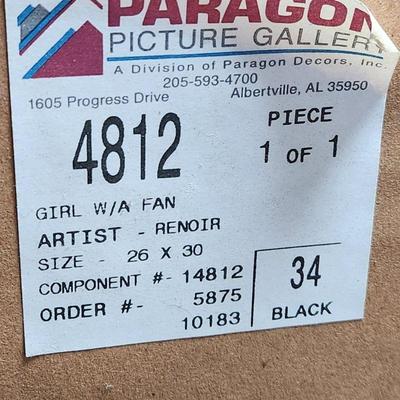 PARAGON
PICTURE GALLERY
A Division of Paragon Decors, Inc.
205-593-4700
1605 Progress Drive Albertville, AL 35950
4812
PIECE
1 OF 1
GIRL W/A FAN
ARTIST - RENOIR
SIZE - 26 X 30
COMPONENT #- 14812
ORDER #- 5875
10183
34
BLACK